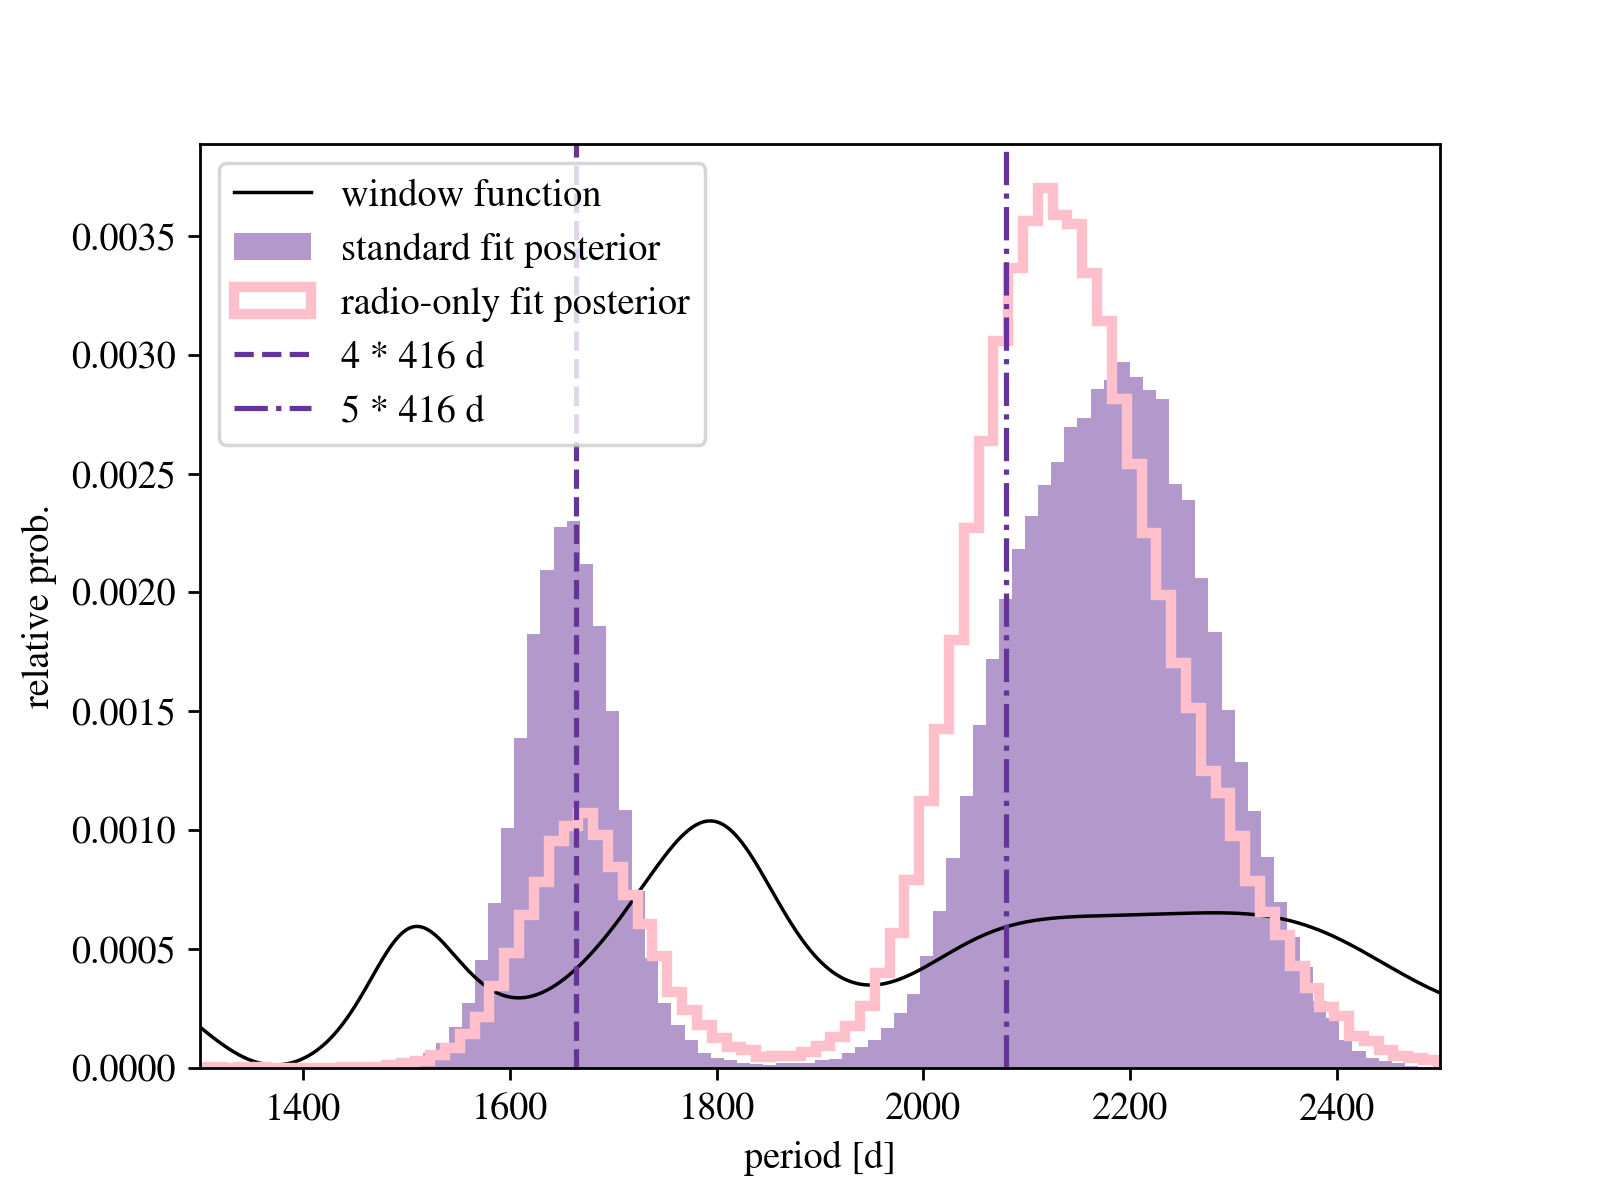 window function
standard fit posterior
radio-only fit posterior
4 * 416 d
5 * 416 d
0.0035
0.0030
0.0025
0.0020
0.0015
0.0010
0.0005
0.0000
relative prob.
1400 1600 1800 2000 2200 2400
period [d]